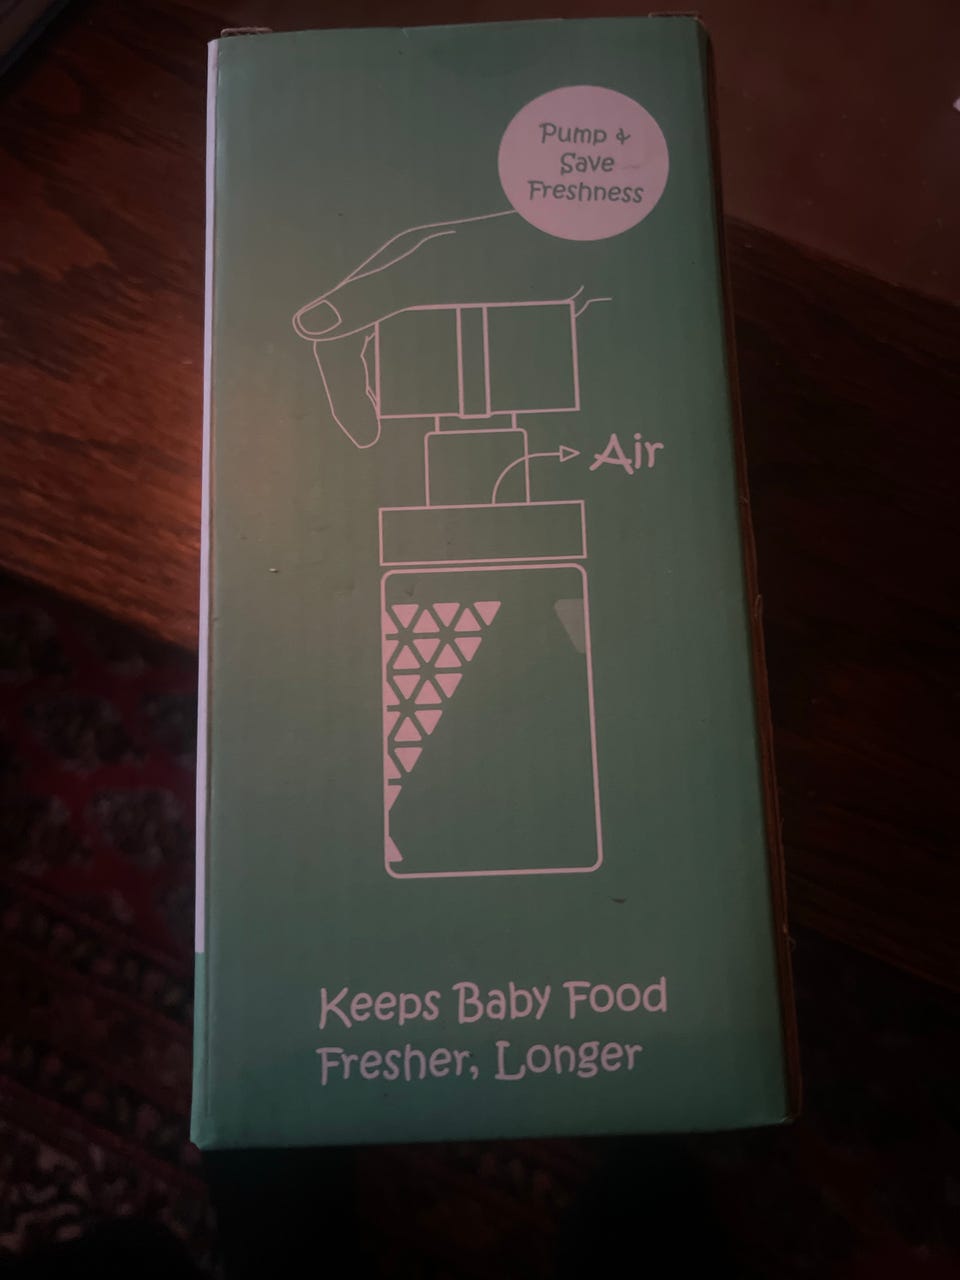 Pump &
Save
Freshness
Air
Keeps Baby Food
Fresher, Longer